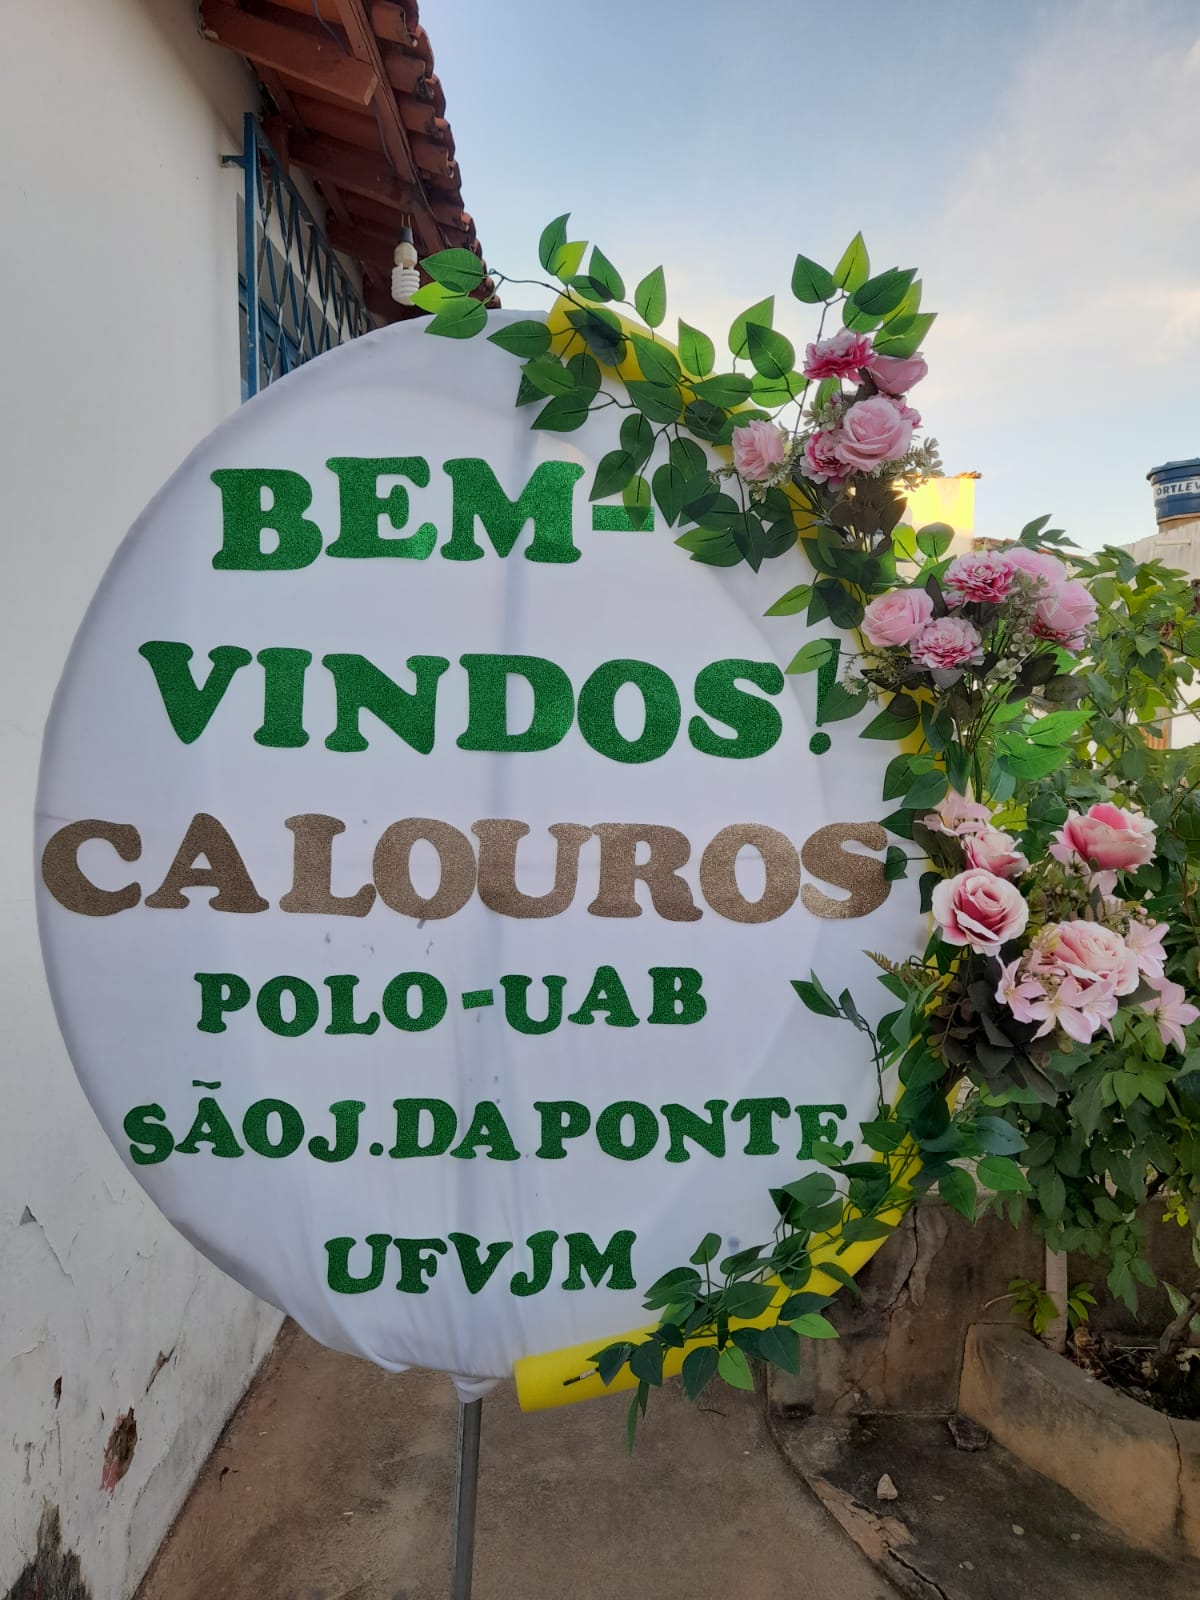 BEM-
VINDOS!
CALOUROS
POLO-UAB
SÃO J. DA PONTE
UFVJM